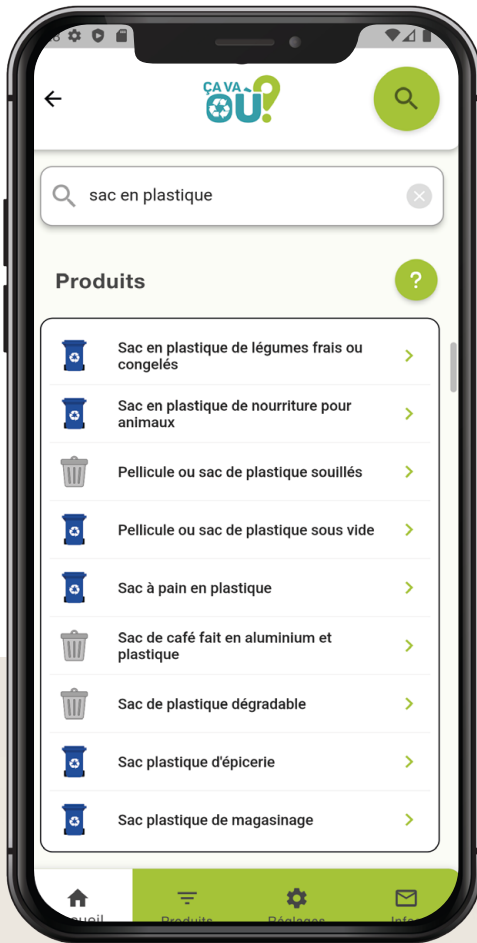 ÇA VA
OÙ?
sac en plastique
Produits
?
Sac en plastique de légumes frais ou
congelés
Sac en plastique de nourriture pour
animaux
Pellicule ou sac de plastique souillés
Pellicule ou sac de plastique sous vide
Sac à pain en plastique
Sac de café fait en aluminium et
plastique
Sac de plastique dégradable
Sac plastique d'épicerie
Sac plastique de magasinage
Produits Réglages